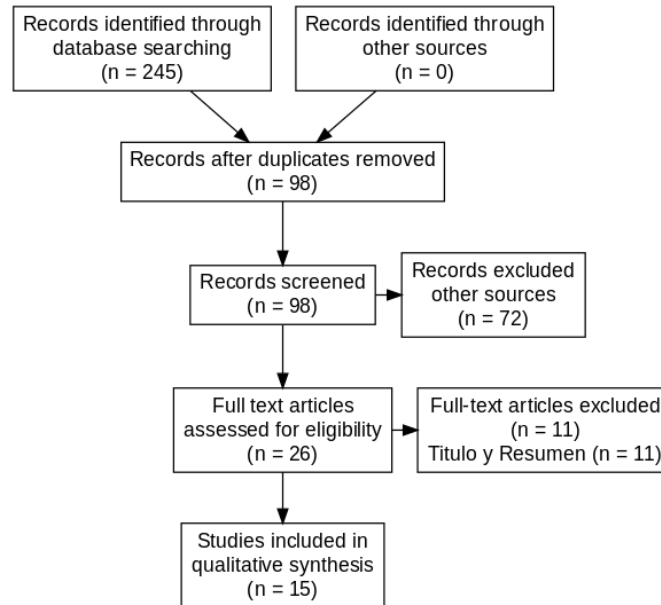 Records identified through
database searching
(n = 245)
Records identified through
other sources
(n = 0)
Records after duplicates removed
(n = 98)
Records screened
(n = 98)
Records excluded
other sources
(n = 72)
Full text articles
assessed for eligibility
(n = 26)
Full-text articles excluded
(n = 11)
Titulo y Resumen (n = 11)
Studies included in
qualitative synthesis
(n = 15)